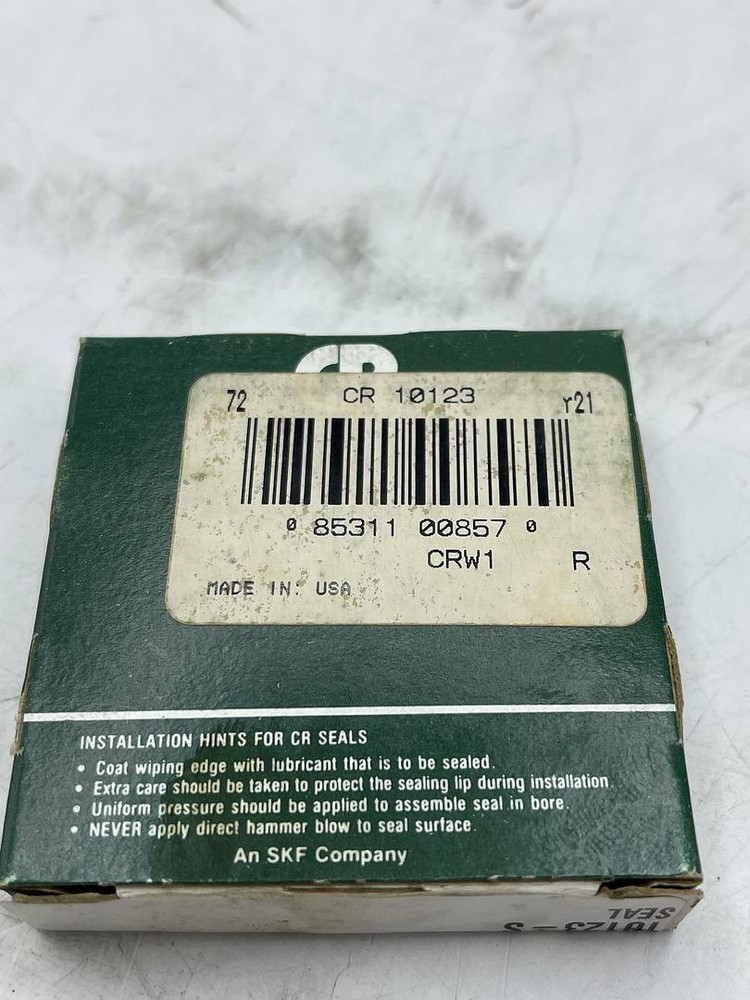 CR
72 CR 10123 r21
0 85311 00857 0
CRW1 R
MADE IN: USA
INSTALLATION HINTS FOR CR SEALS
• Coat wiping edge with lubricant that is to be sealed.
• Extra care should be taken to protect the sealing lip during installation.
• Uniform pressure should be applied to assemble seal in bore.
• NEVER apply direct hammer blow to seal surface.
An SKF Company
SEAL
10123-S